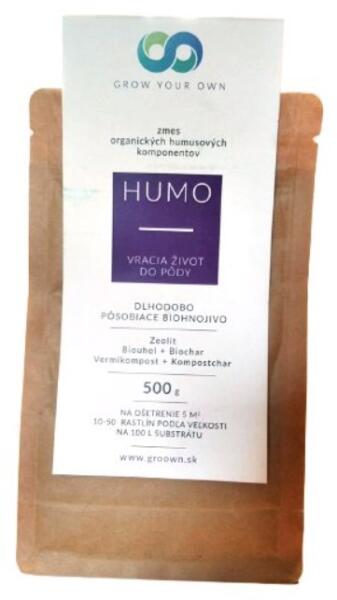 GROW YOUR OWN
zmes
organických humusových
komponentov
HUMO
VRACIA ŽIVOT
DO PÔDY
DLHODOBO
PÔSOBIACE BIOHNOJIVO
Zeolit
Biouhol + Biochar
Vermikompost + Kompostchar
500 g
NA OŠETRENIE 5 M²
10-50 RASTLÍN PODĽA VEĽKOSTI
NA 100 L SUBSTRÁTU
www.groown.sk